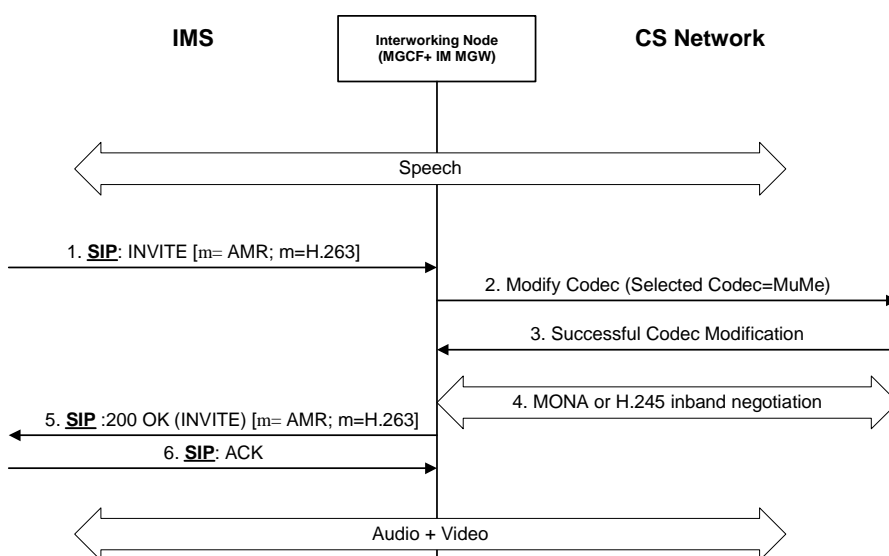 IMS
Interworking Node
(MGCF+ IM MGW)
CS Network
Speech
1. SIP: INVITE [m= AMR; m=H.263]
2. Modify Codec (Selected Codec=MuMe)
3. Successful Codec Modification
4. MONA or H.245 inband negotiation
5. SIP :200 OK (INVITE) [m= AMR; m=H.263]
6. SIP: ACK
Audio + Video